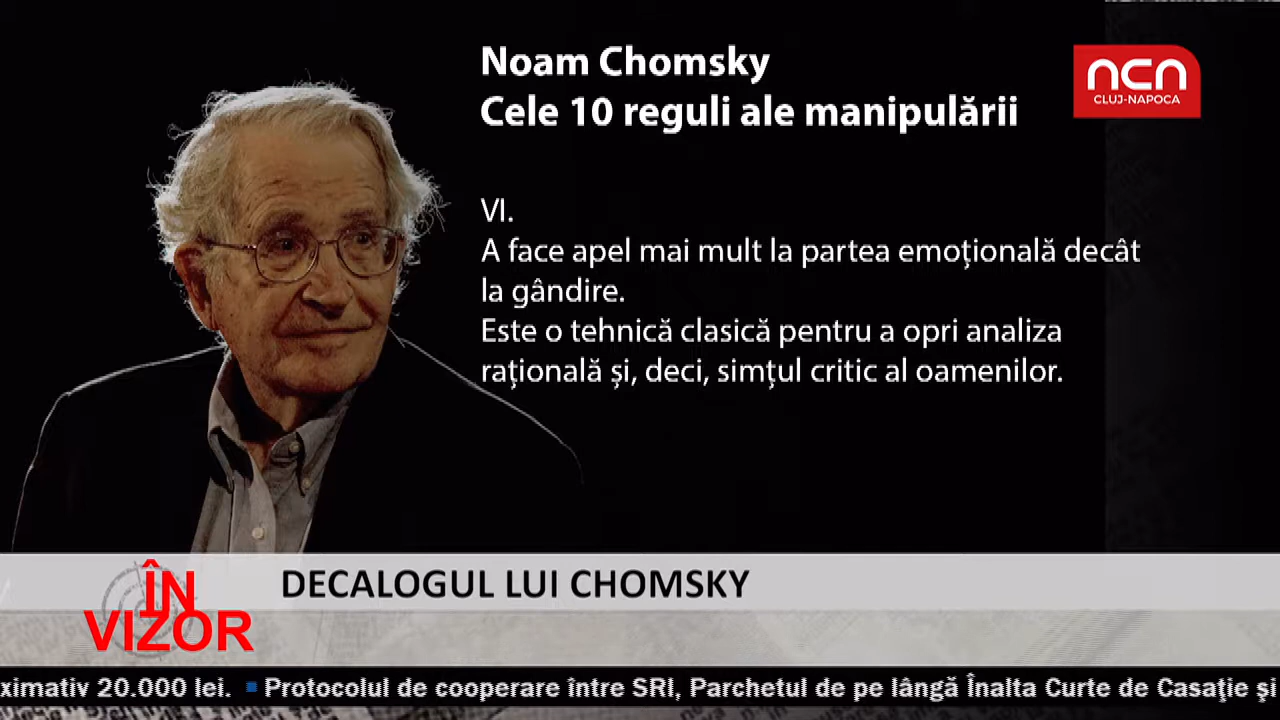 Noam Chomsky
Cele 10 reguli ale manipulării
ncn
CLUJ-NAPOCA
VI.
A face apel mai mult la partea emoțională decât
la gândire.
Este o tehnică clasică pentru a opri analiza
rațională și, deci, simțul critic al oamenilor.
ÎN
VIZOR
DECALOGUL LUI CHOMSKY
ximativ 20.000 lei. ▪ Protocolul de cooperare între SRI, Parchetul de pe lângă Înalta Curte de Casaţie şi